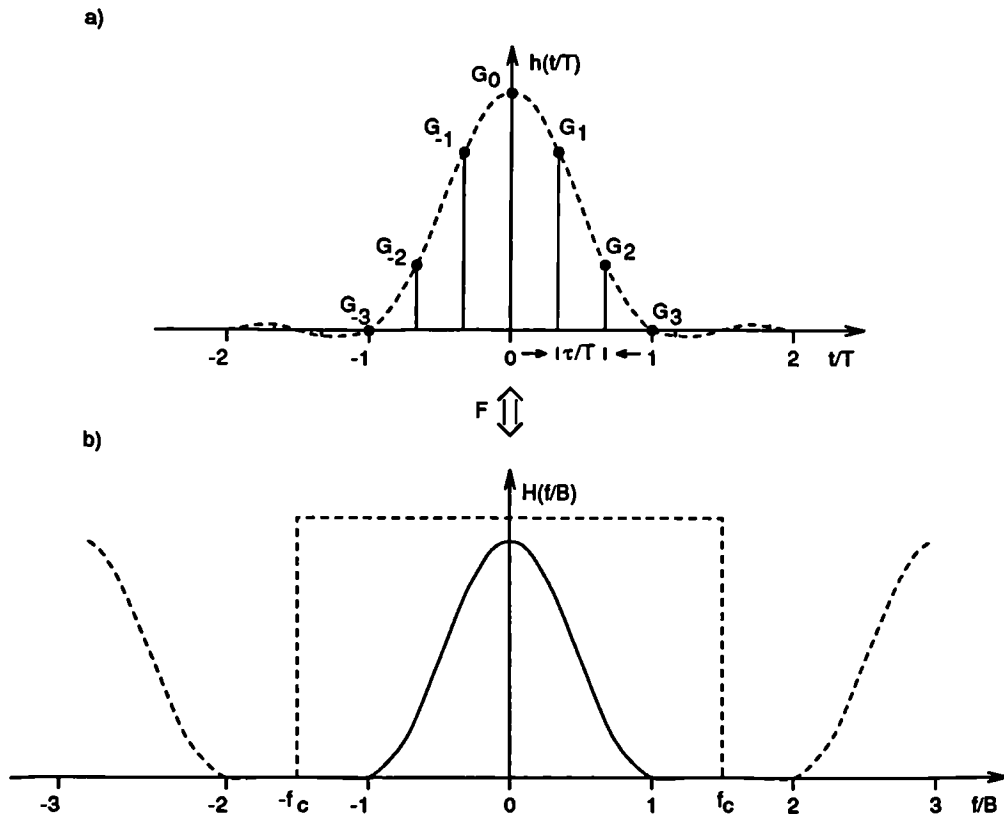 a)
h(t/T)
G0
G-1 G1
G-2 G2
G-3 G3
-2 -1 0 τ/T 1 2 t/T
F
b)
H(f/B)
-3 -2 -fc -1 0 1 fc 2 3 f/B